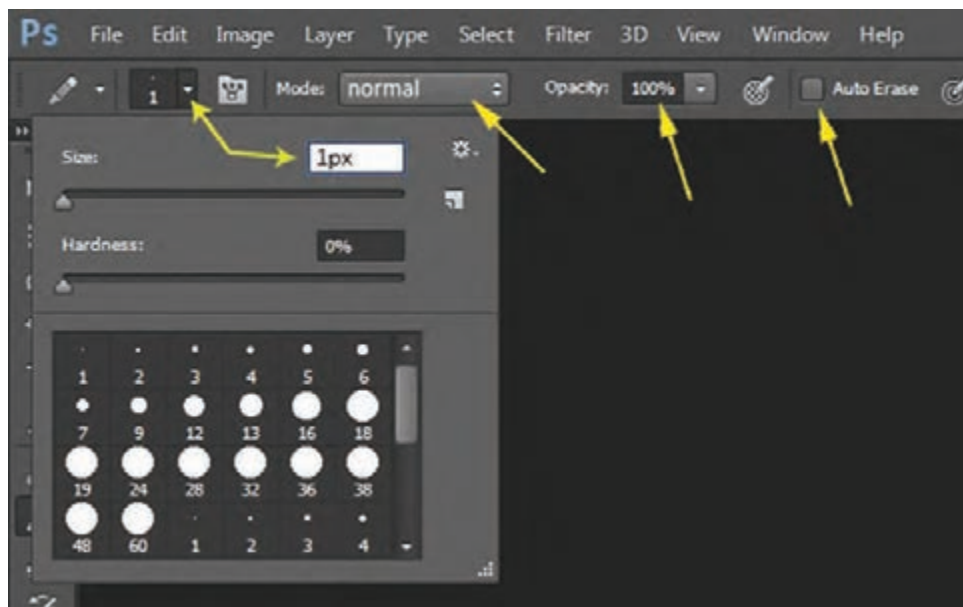 Ps File Edit Image Layer Type Select Filter 3D View Window Help
1 Mode: normal Opacity: 100% Auto Erase
Size: 1px
Hardness: 0%
1 2 3 4 5 6
7 9 12 13 16 18
19 24 28 32 36 38
48 60 1 2 3 4